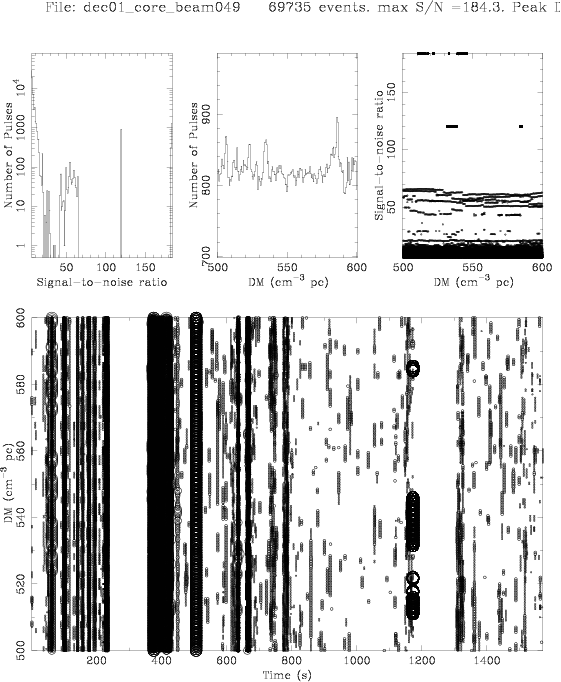 File: dec01_core_beam049 69735 events. max S/N =184.3. Peak D
Number of Pulses
1 10 100 1000 10^4
50 100 150
Signal-to-noise ratio
Number of Pulses
700 800 900
500 550 600
DM (cm^-3 pc)
Signal-to-noise ratio
50 100 150
500 550 600
DM (cm^-3 pc)
DM (cm^-3 pc)
500 520 540 560 580 600
200 400 600 800 1000 1200 1400
Time (s)